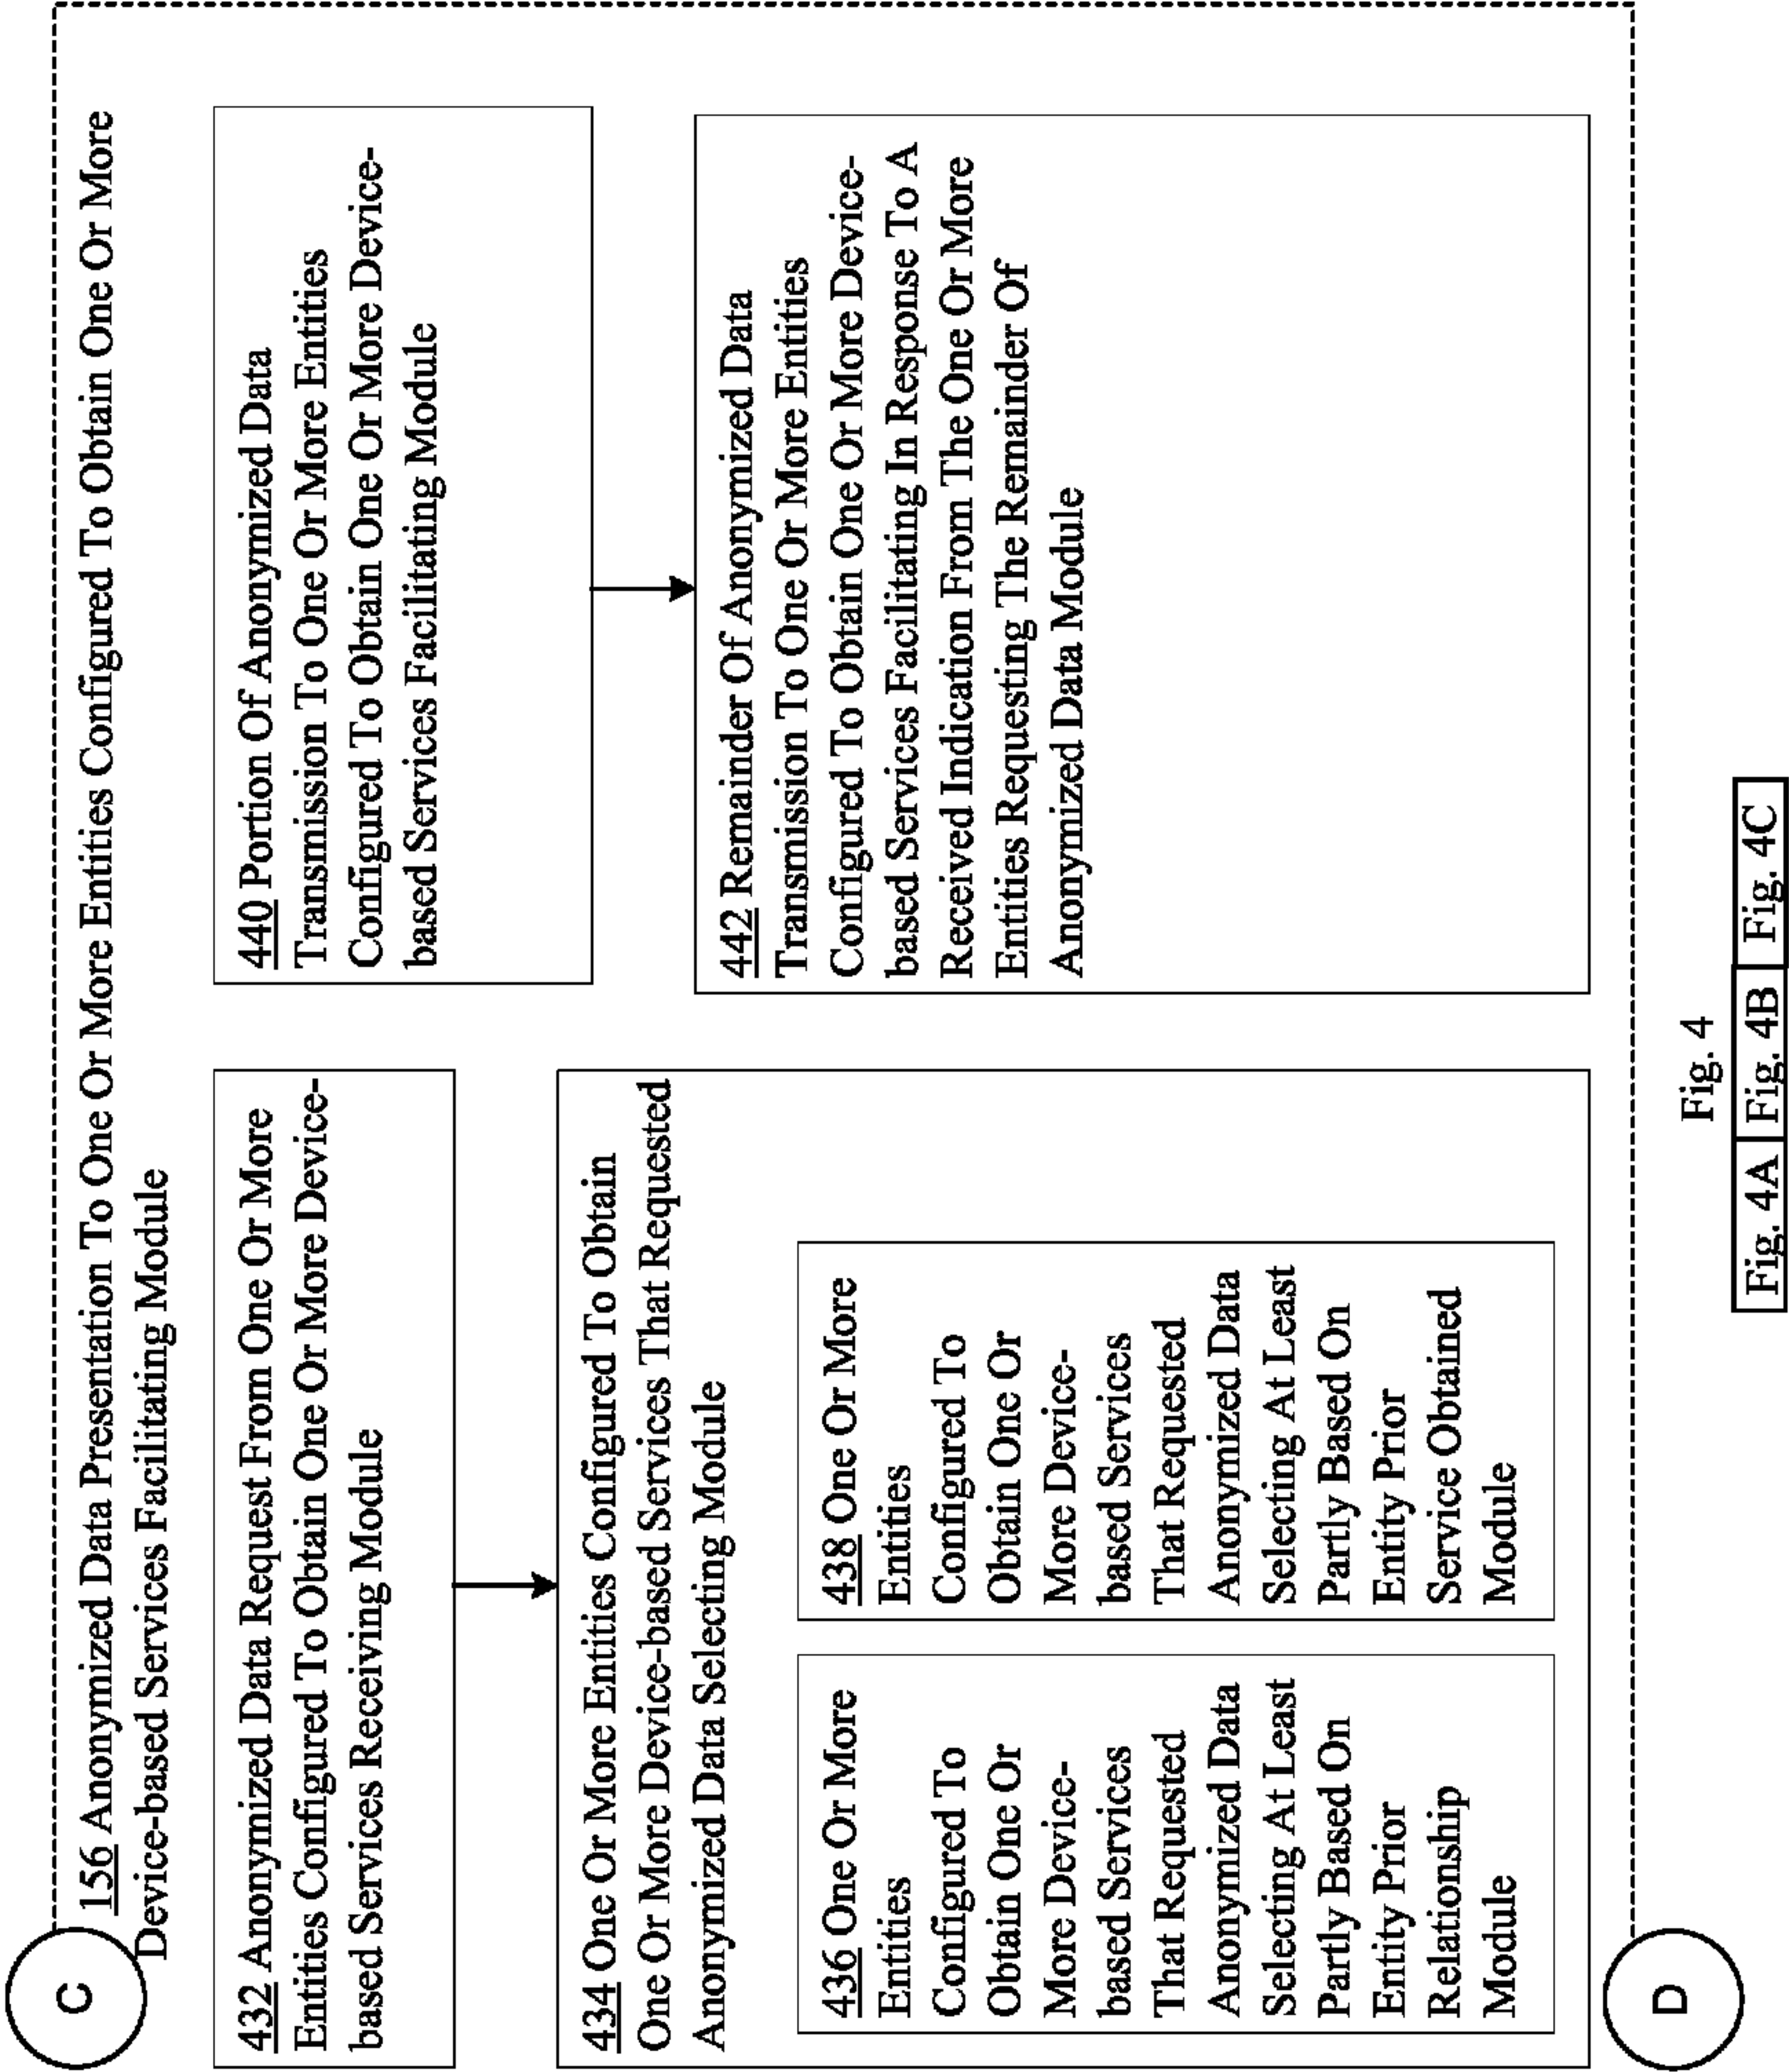 C
156 Anonymized Data Presentation To One Or More Entities Configured To Obtain One Or More
Device-based Services Facilitating Module
432 Anonymized Data Request From One Or More
Entities Configured To Obtain One Or More Device-
based Services Receiving Module
434 One Or More Entities Configured To Obtain
One Or More Device-based Services That Requested
Anonymized Data Selecting Module
436 One Or More
Entities
Configured To
Obtain One Or
More Device-
based Services
That Requested
Anonymized Data
Selecting At Least
Partly Based On
Entity Prior
Relationship
Module
438 One Or More
Entities
Configured To
Obtain One Or
More Device-
based Services
That Requested
Anonymized Data
Selecting At Least
Partly Based On
Entity Prior
Service Obtained
Module
440 Portion Of Anonymized Data
Transmission To One Or More Entities
Configured To Obtain One Or More Device-
based Services Facilitating Module
442 Remainder Of Anonymized Data
Transmission To One Or More Entities
Configured To Obtain One Or More Device-
based Services Facilitating In Response To A
Received Indication From The One Or More
Entities Requesting The Remainder Of
Anonymized Data Module
D
Fig. 4
Fig. 4A Fig. 4B Fig. 4C